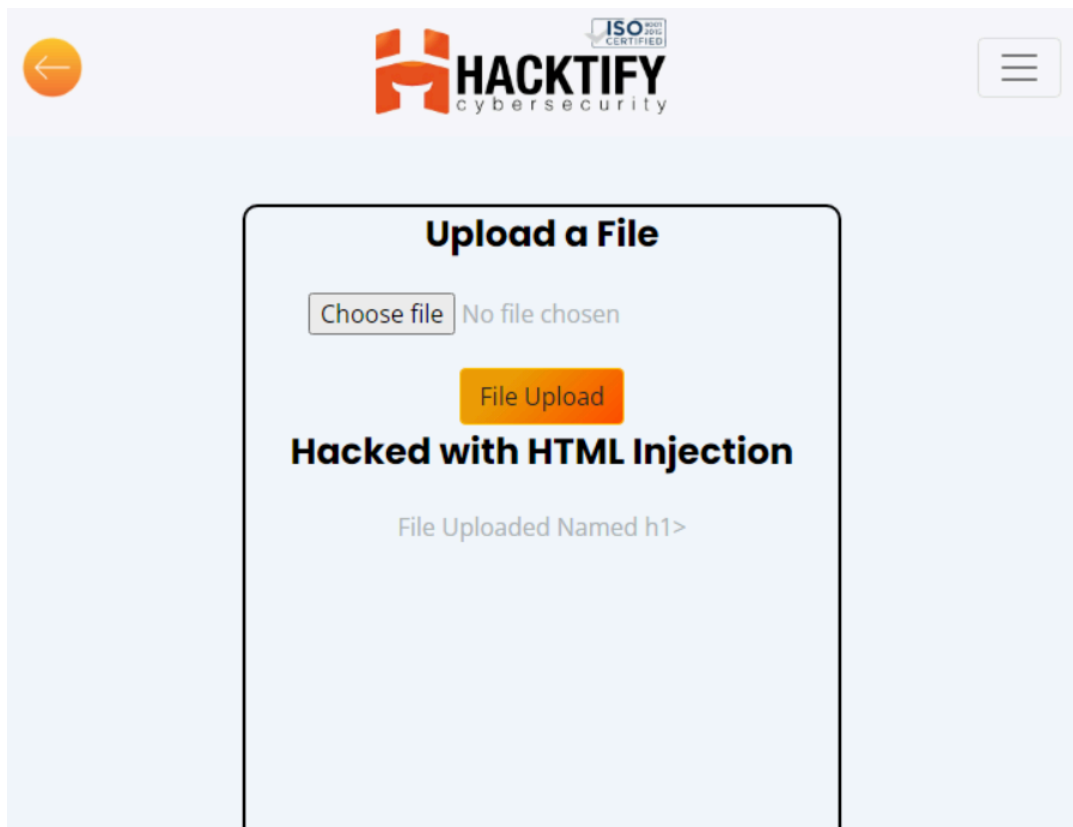 ISO 9001
2015
CERTIFIED
HACKTIFY
cybersecurity
Upload a File
Choose file No file chosen
File Upload
Hacked with HTML Injection
File Uploaded Named h1>